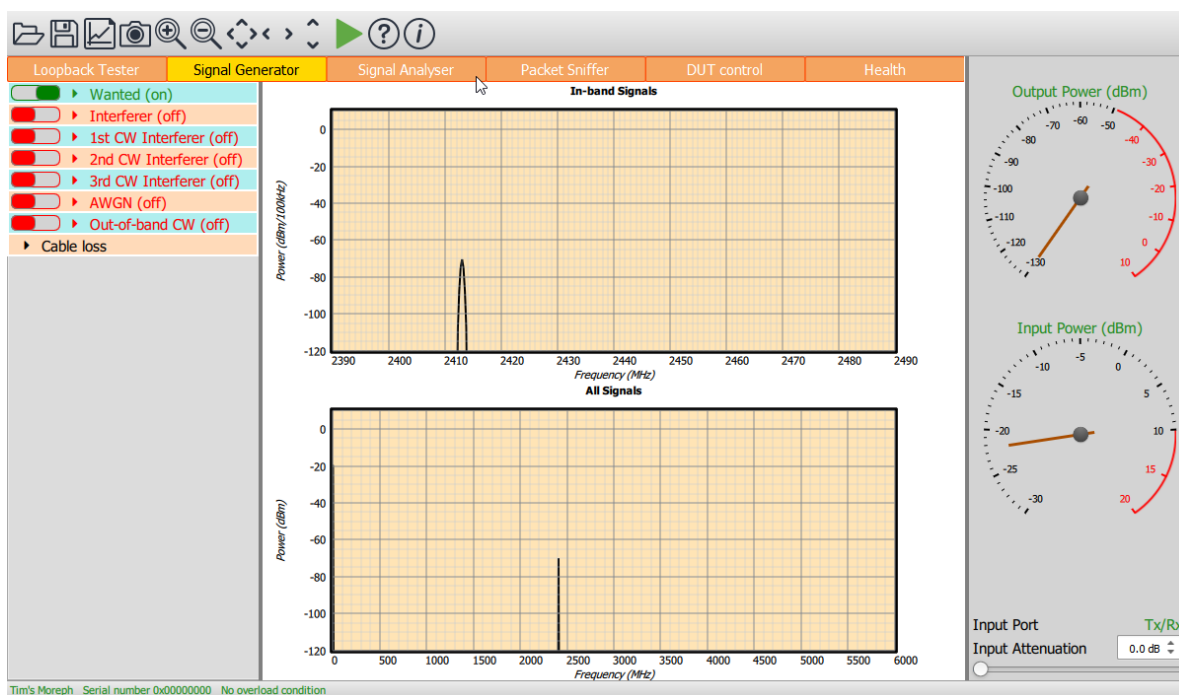 Loopback Tester Signal Generator Signal Analyser Packet Sniffer DUT control Health
Wanted (on)
Interferer (off)
1st CW Interferer (off)
2nd CW Interferer (off)
3rd CW Interferer (off)
AWGN (off)
Out-of-band CW (off)
Cable loss
In-band Signals
Power (dBm/100kHz)
0
-20
-40
-60
-80
-100
-120
2390 2400 2410 2420 2430 2440 2450 2460 2470 2480 2490
Frequency (MHz)
All Signals
Power (dBm)
0
-20
-40
-60
-80
-100
-120
0 500 1000 1500 2000 2500 3000 3500 4000 4500 5000 5500 6000
Frequency (MHz)
Output Power (dBm)
-130
-120
-110
-100
-90
-80
-70
-60
-50
-40
-30
-20
-10
0
10
Input Power (dBm)
-30
-25
-20
-15
-10
-5
0
5
10
15
20
Input Port Tx/Rx
Input Attenuation 0.0 dB
Tim's Moreph Serial number 0x00000000 No overload condition